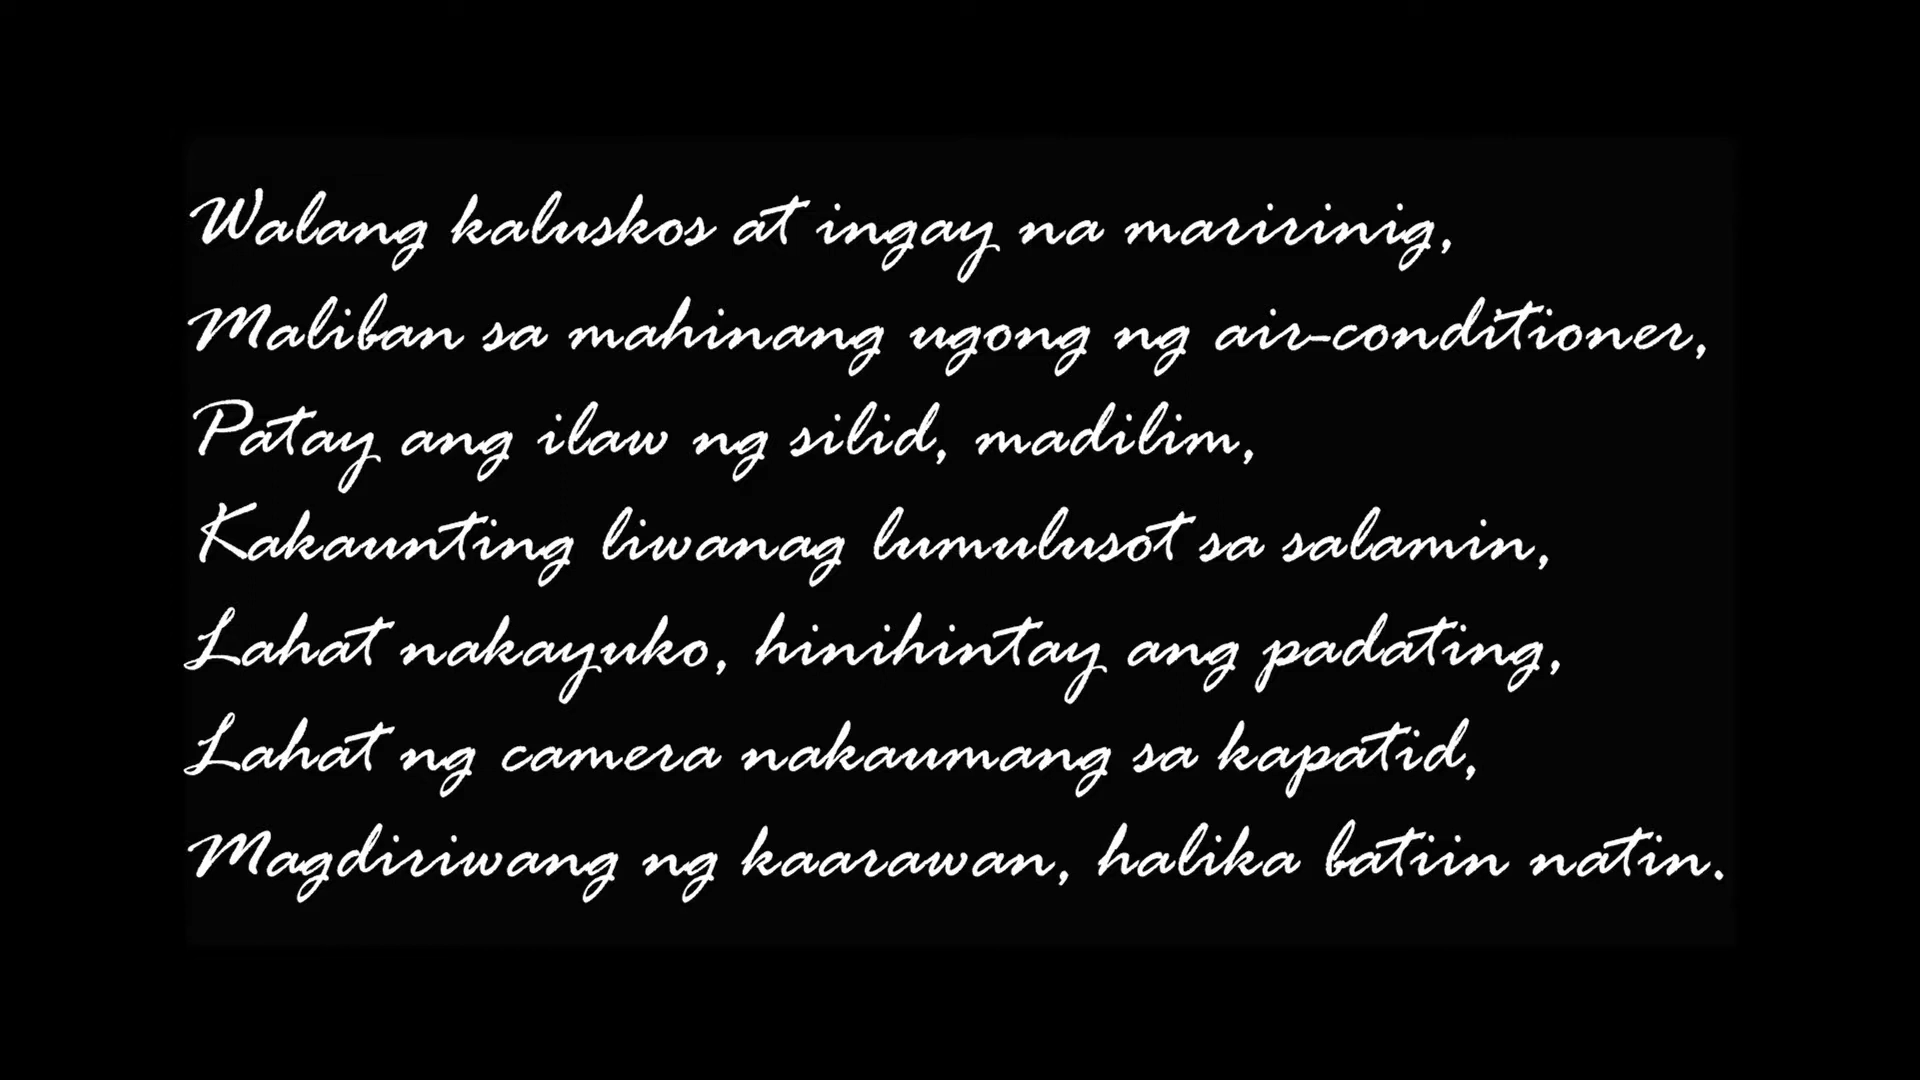 Walang kaluskos at ingay na maririnig,
Maliban sa mahinang ugong ng air-conditioner,
Patay ang ilaw ng silid, madilim,
Kakaunting liwanag lumulusot sa salamin,
Lahat nakayuko, hinihintay ang padating,
Lahat ng camera nakaumang sa kapatid,
Magdiriwang ng kaarawan, halika batiin natin.